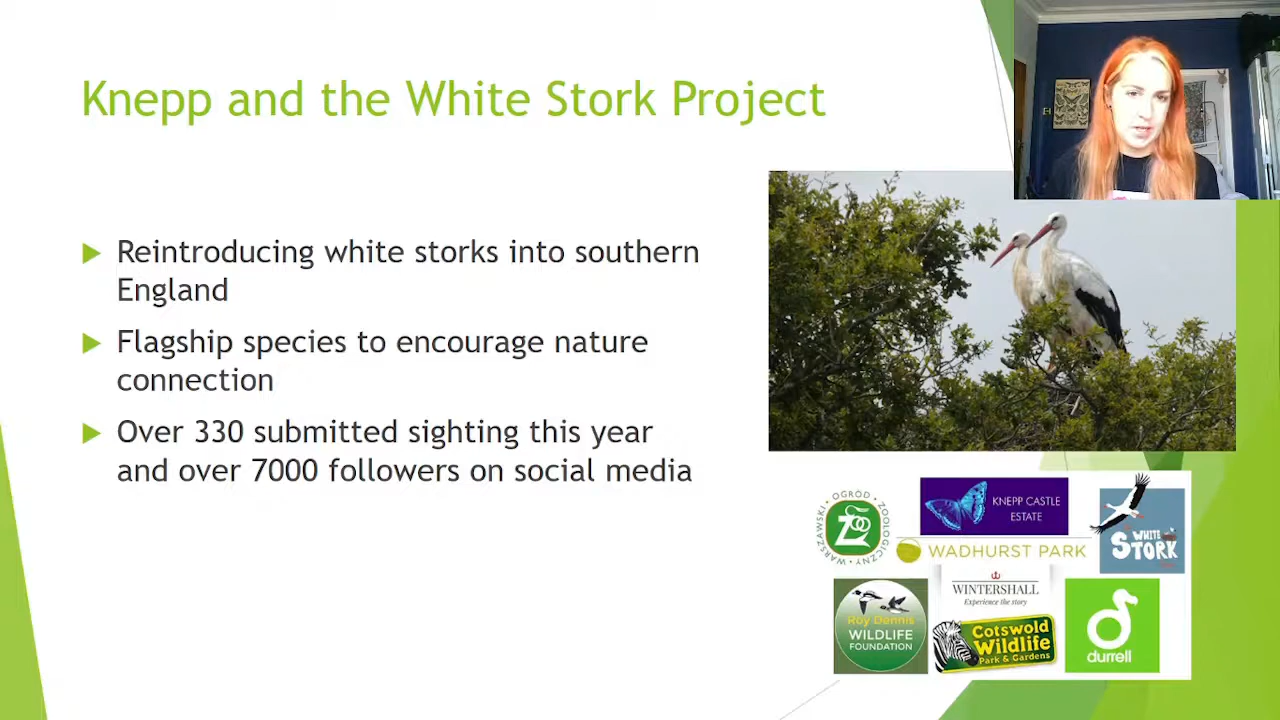 Knepp and the White Stork Project
Reintroducing white storks into southern
England
Flagship species to encourage nature
connection
Over 330 submitted sighting this year
and over 7000 followers on social media
OGRÓD ZOOLOGICZNY WARSZAWSKI
ZOO
KNEPP CASTLE
ESTATE
WADHURST PARK
WHITE
STORK
WINTERSHALL
Experience the story
Roy Dennis
WILDLIFE
FOUNDATION
Cotswold
Wildlife
Park & Gardens
durrell